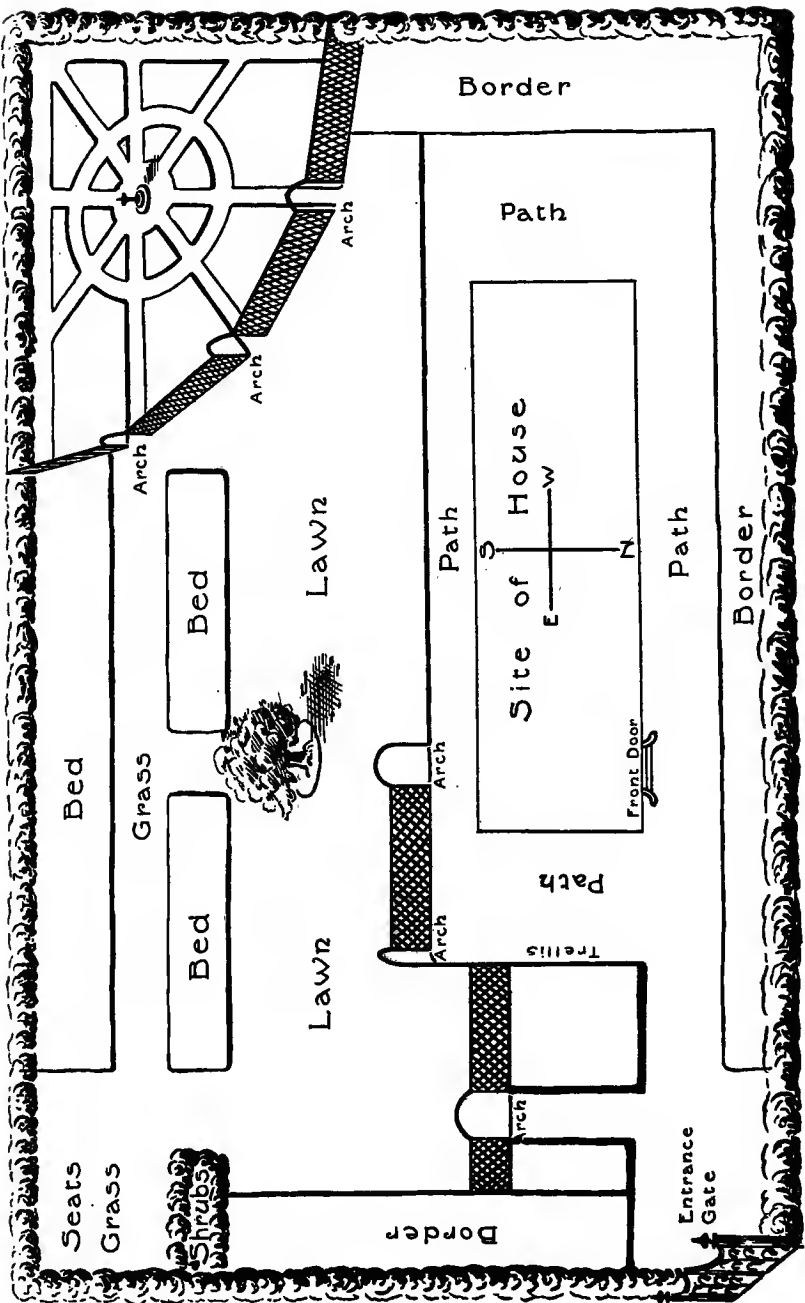 Border
Path
Arch
Arch
Arch
Bed
Grass
Bed
Bed
Lawn
Lawn
Path
Site of House
S
W
E
N
Path
Border
Front Door
Arch
Arch
Path
Trellis
Arch
Seats
Grass
Shrubs
Border
Entrance
Gate